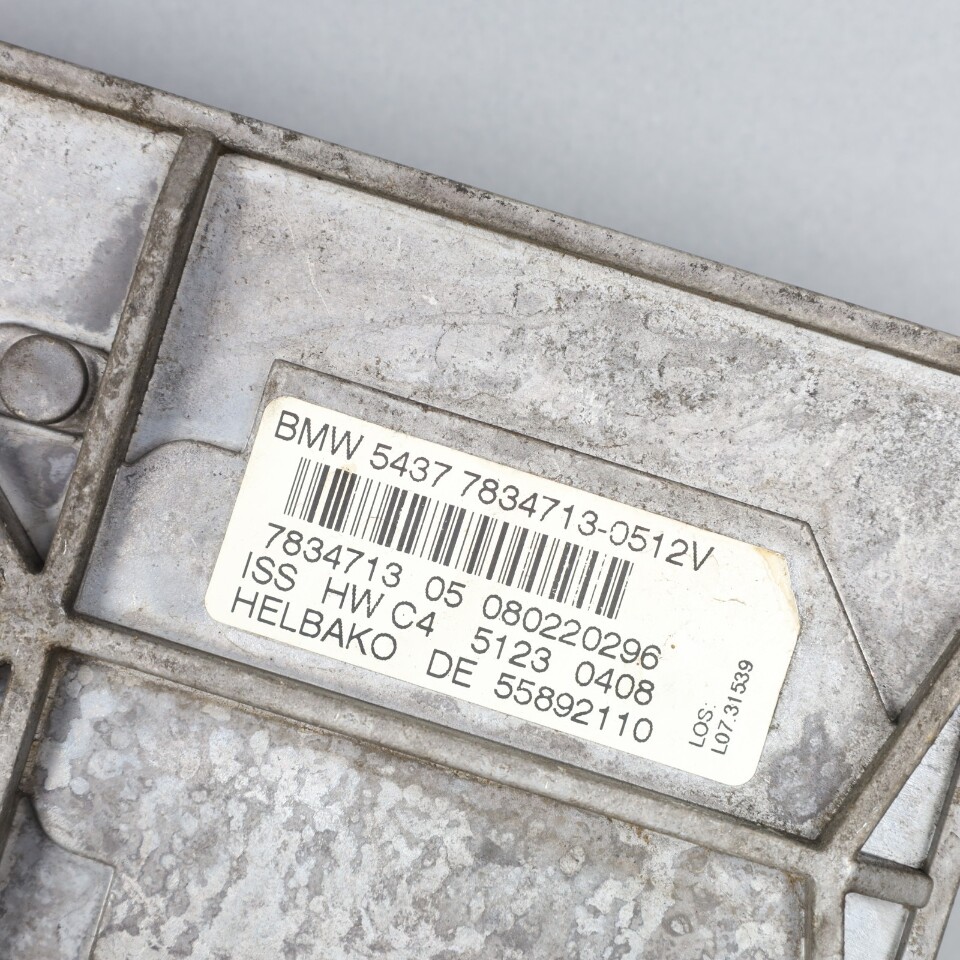 BMW 5437 7834713-0512V
7834713 05 080220296
ISS HW C4 5123 0408
HELBAKO DE 55892110
LOS:
L07.31539